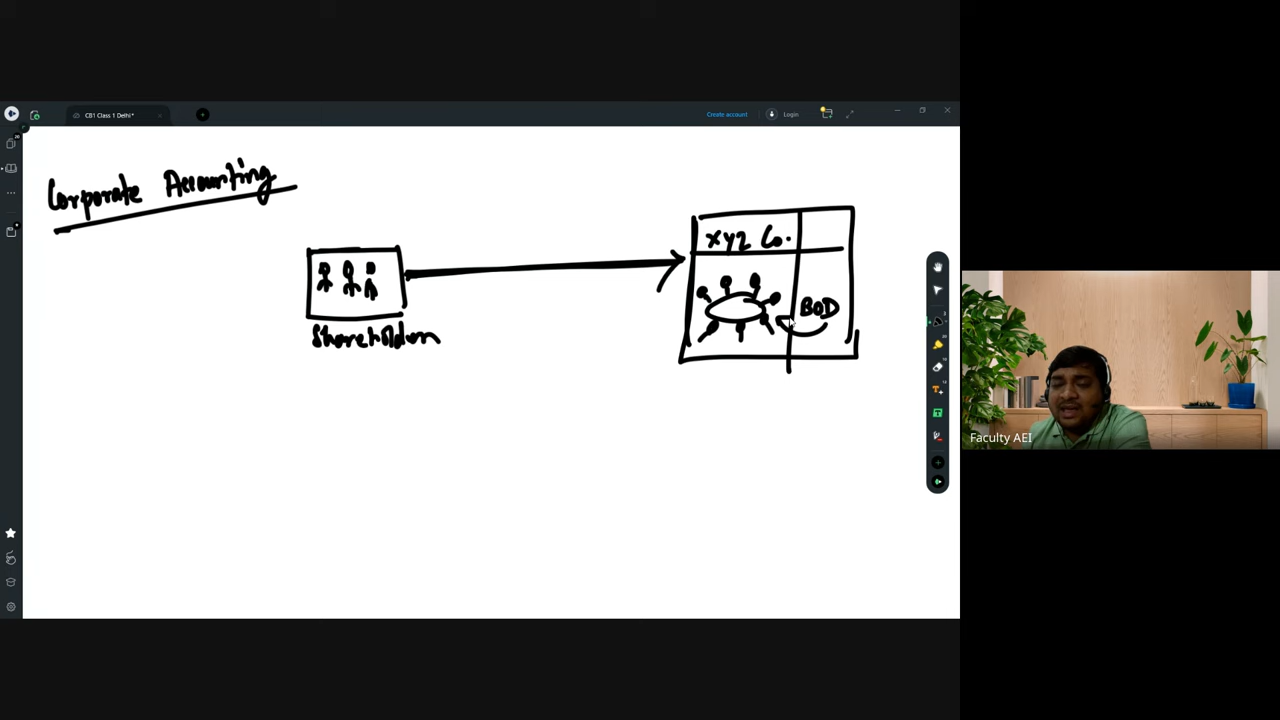 CB1 Class 1 Delhi*
Create account
Login
Corporate Accounting
xyz Co.
BOD
Shareholders
Faculty AEI